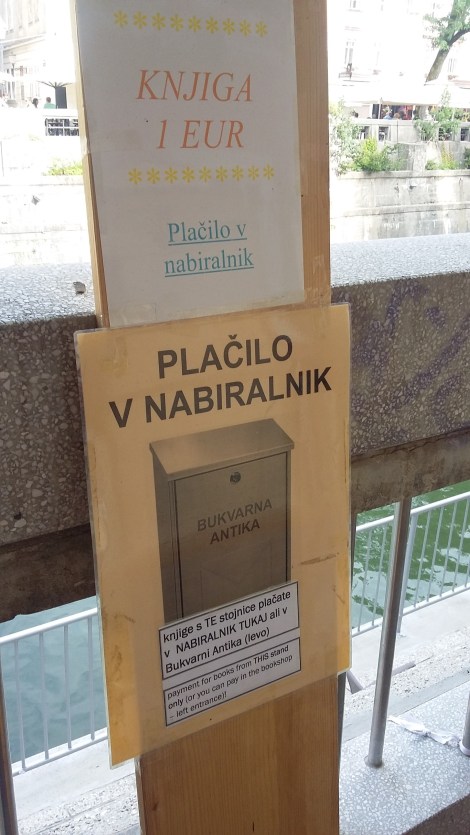 ********
KNJIGA
1 EUR
********
Plačilo v
nabiralnik
PLAČILO
V NABIRALNIK
BUKVARNA
ANTIKA
knjige s TE stojnice plačate
v NABIRALNIK TUKAJ ali v
Bukvarni Antika (levo)
payment for books from THIS stand
only (or you can pay in the bookshop
– left entrance)!